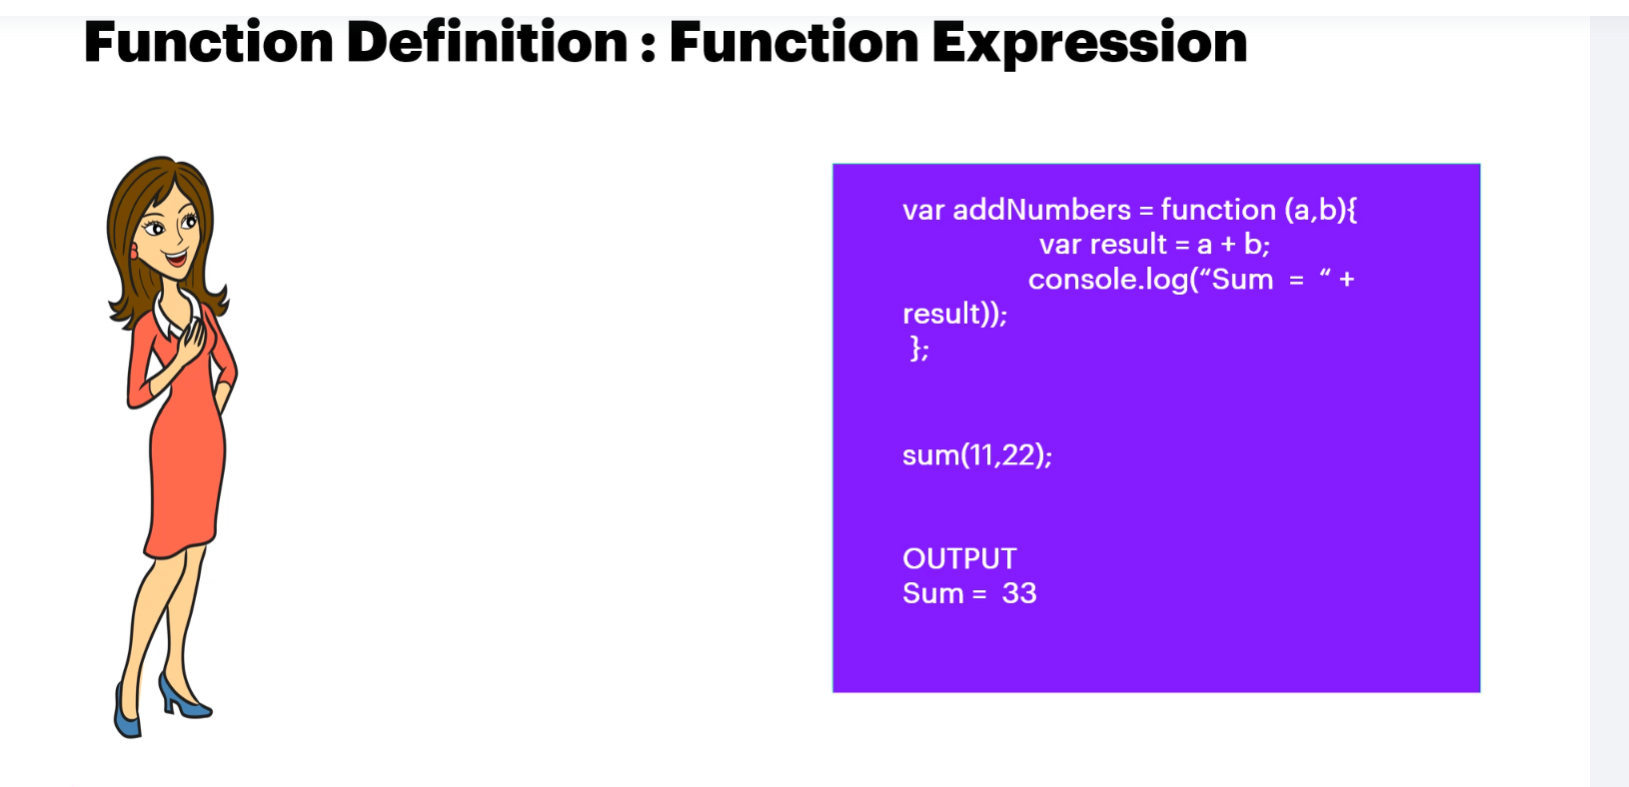 Function Definition : Function Expression
var addNumbers = function (a,b){
var result = a + b;
console.log(“Sum = “ +
result));
};
sum(11,22);
OUTPUT
Sum = 33